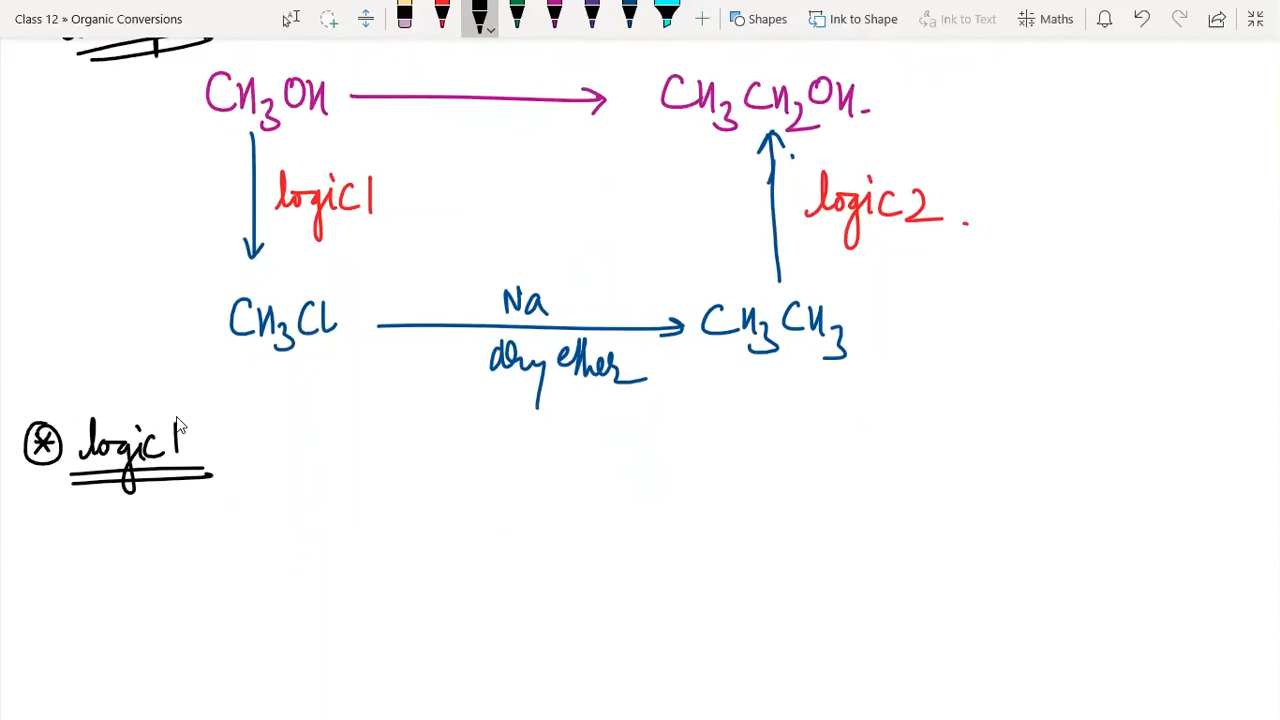 Class 12 » Organic Conversions
Shapes
Ink to Shape
Ink to Text
Maths
CH3OH → CH3CH2OH.
logic 1
logic 2.
CH3Cl Na → dry ether CH3CH3
* logic 1